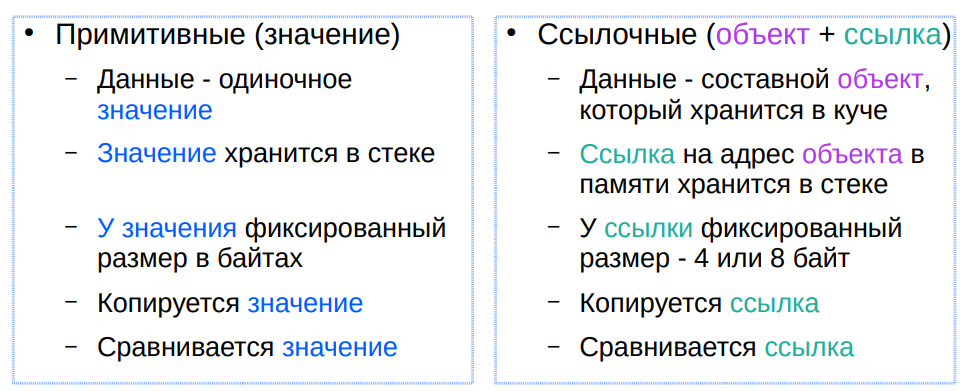 • Примитивные (значение)
– Данные - одиночное
значение
– Значение хранится в стеке
– У значения фиксированный
размер в байтах
– Копируется значение
– Сравнивается значение
• Ссылочные (объект + ссылка)
– Данные - составной объект,
который хранится в куче
– Ссылка на адрес объекта в
памяти хранится в стеке
– У ссылки фиксированный
размер - 4 или 8 байт
– Копируется ссылка
– Сравнивается ссылка